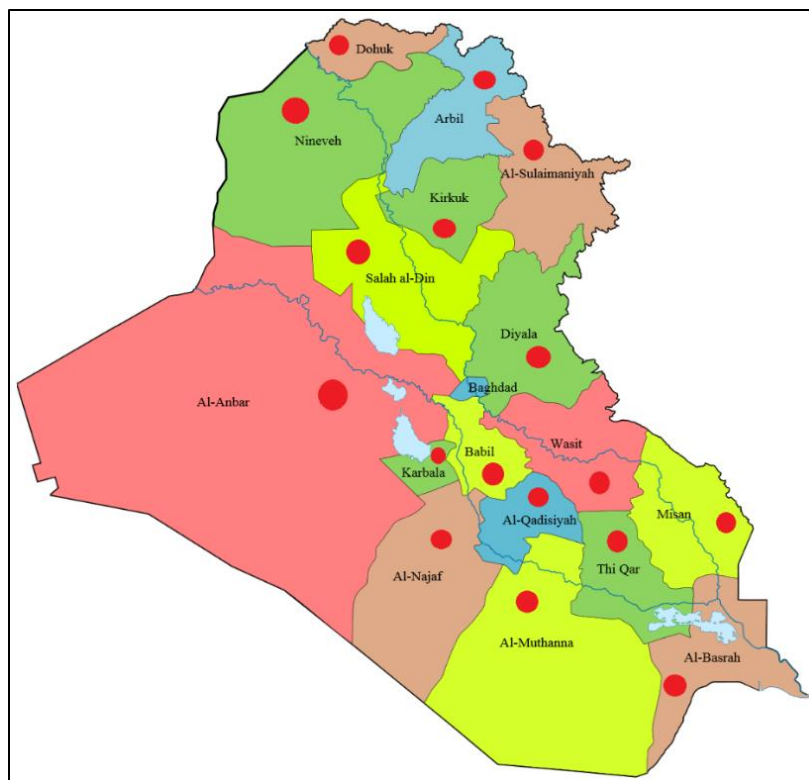 Dohuk
Arbil
Nineveh
Al-Sulaimaniyah
Kirkuk
Salah al-Din
Diyala
Baghdad
Al-Anbar
Wasit
Babil
Karbala
Misan
Al-Qadisiyah
Thi Qar
Al-Najaf
Al-Muthanna
Al-Basrah